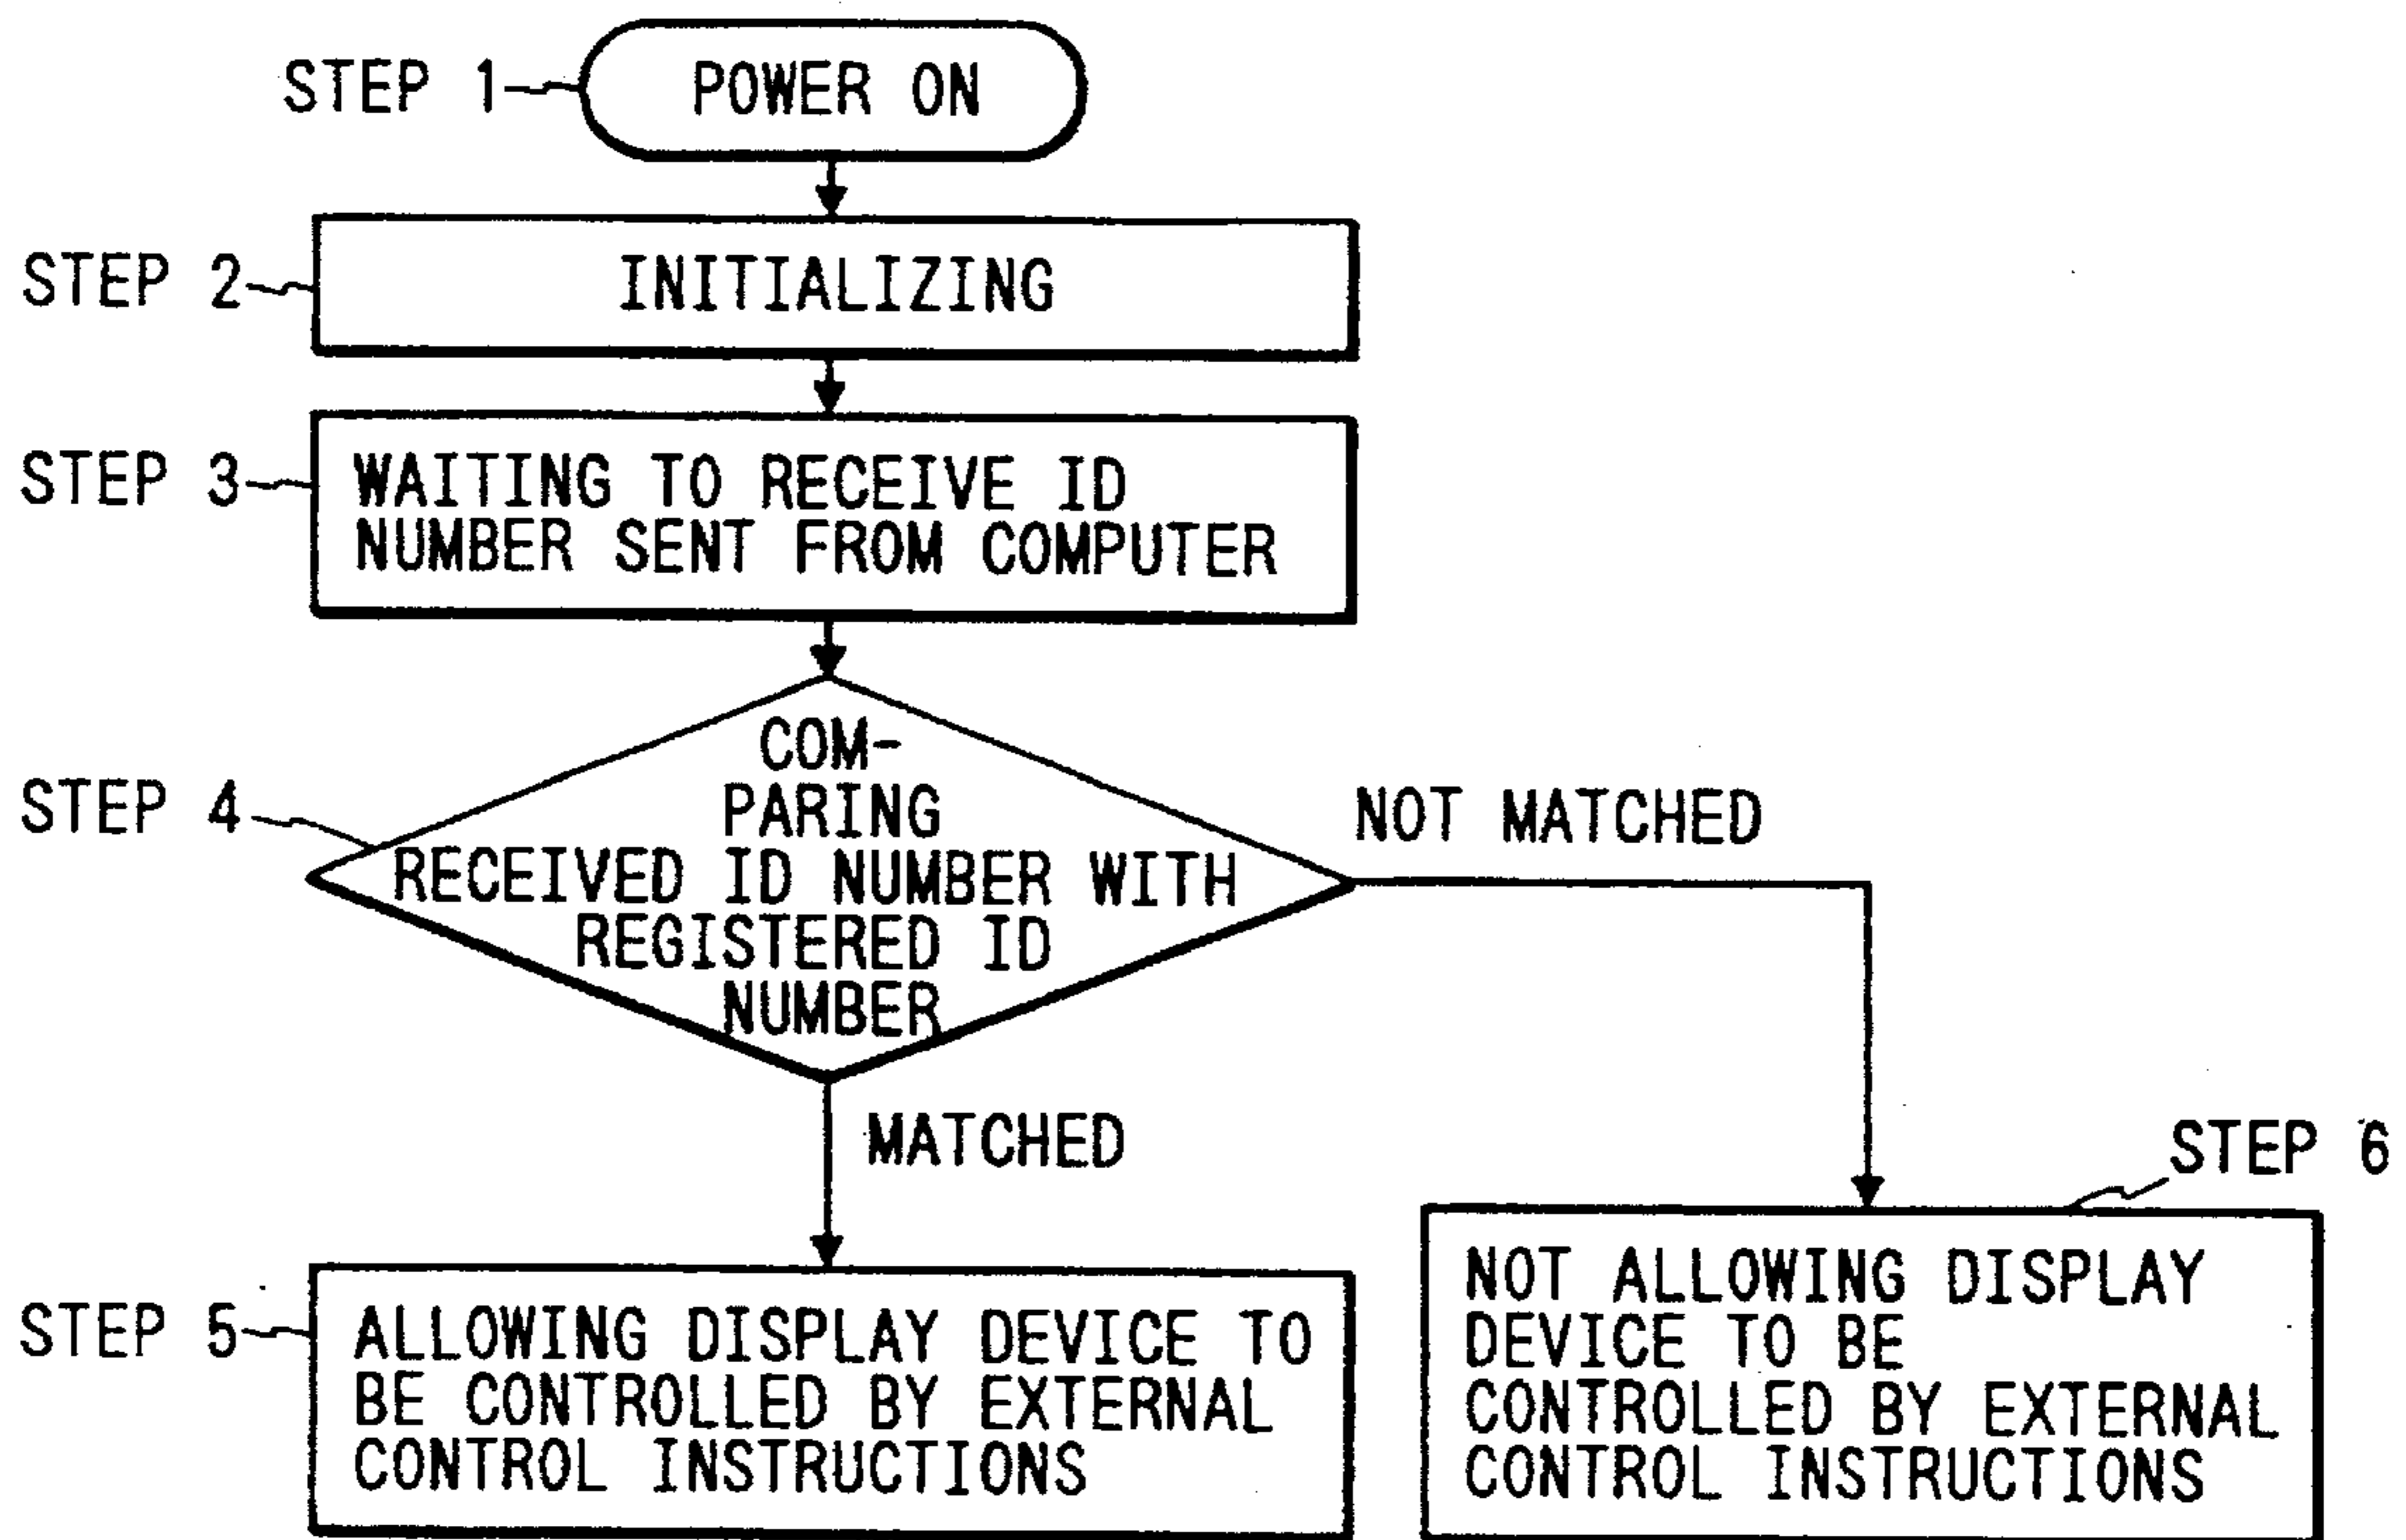 STEP 1
POWER ON
STEP 2
INITIALIZING
STEP 3
WAITING TO RECEIVE ID
NUMBER SENT FROM COMPUTER
STEP 4
COM-
PARING
RECEIVED ID NUMBER WITH
REGISTERED ID
NUMBER
NOT MATCHED
MATCHED
STEP 5
ALLOWING DISPLAY DEVICE TO
BE CONTROLLED BY EXTERNAL
CONTROL INSTRUCTIONS
STEP 6
NOT ALLOWING DISPLAY
DEVICE TO BE
CONTROLLED BY EXTERNAL
CONTROL INSTRUCTIONS